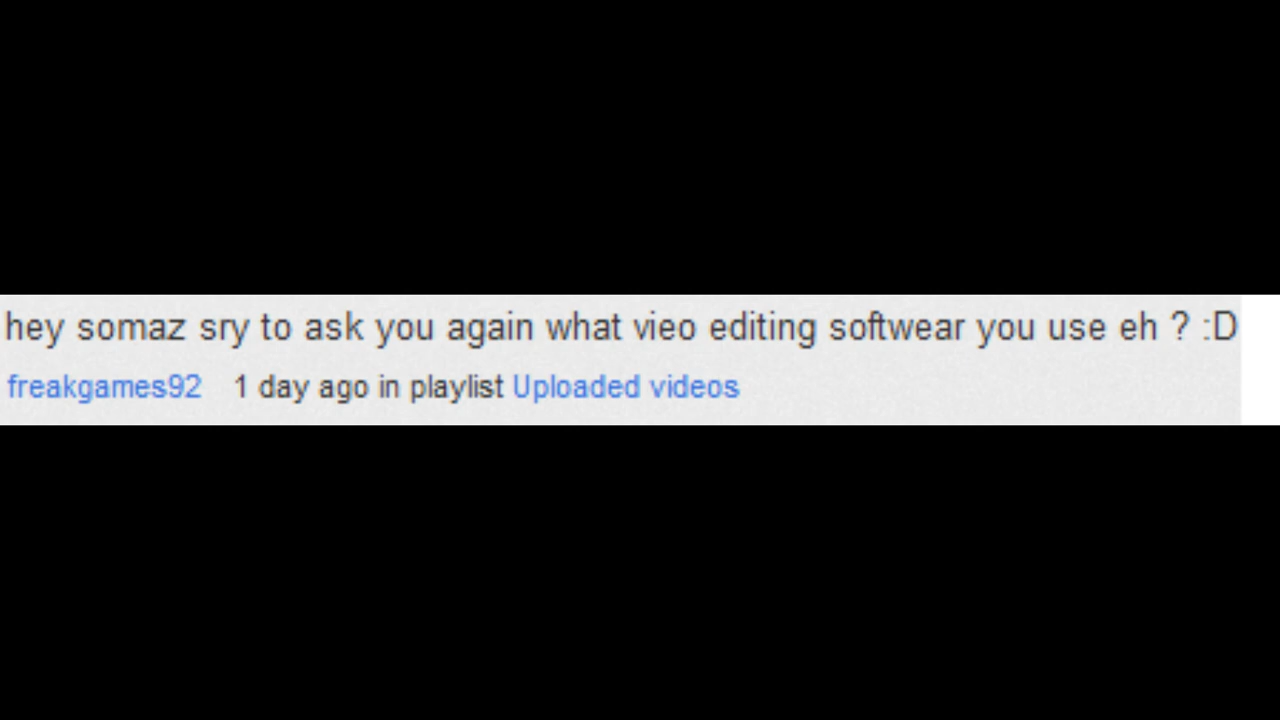 hey somaz sry to ask you again what vieo editing softwear you use eh ? :D
freakgames92 1 day ago in playlist Uploaded videos